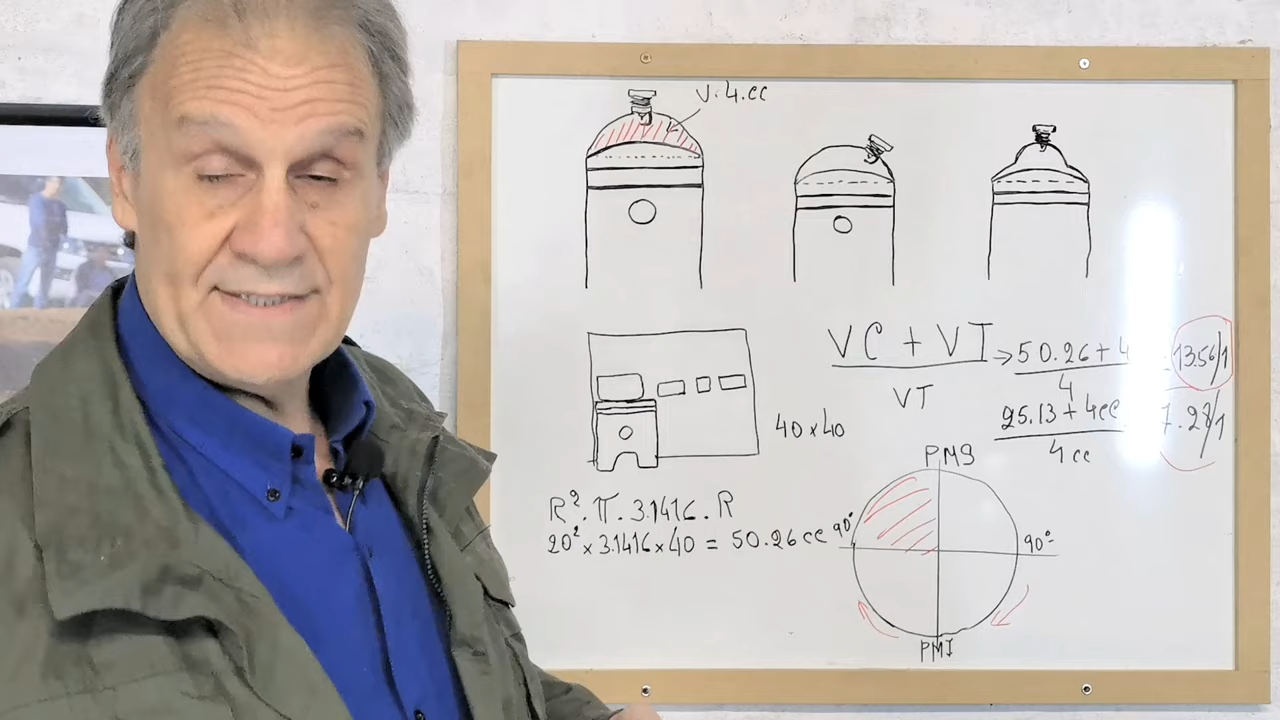 V.4.cc
VC + VT → 50.26 + 4 13.56/1
VT 4
25.13 + 4cc 7.28/1
4 cc
40 x 40
PMS
R². π. 3.1416. R
20² x 3.1416 x 40 = 50.26 cc
90° 90°
PMI